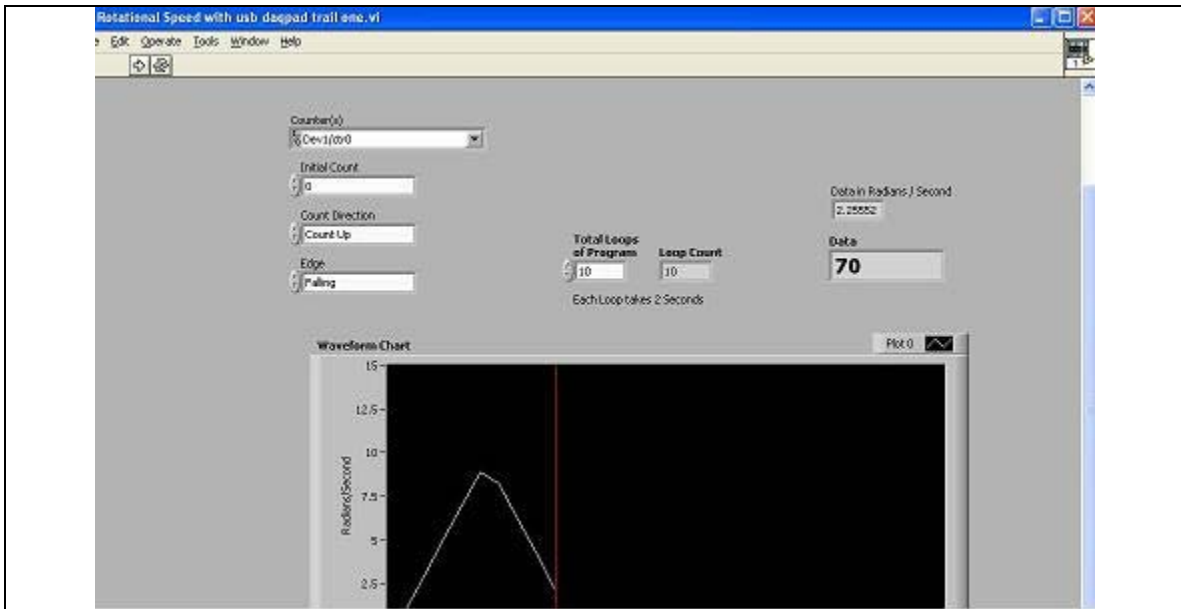 Rotational Speed with usb daqpad trail one.vi
e Edit Operate Tools Window Help
1
Counter(s)
Dev1/ctr0
Initial Count
0
Count Direction
Count Up
Edge
Falling
Total Loops
of Program
10
Loop Count
10
Each Loop takes 2 Seconds
Data in Radians / Second
2.25552
Data
70
Waveform Chart
Plot 0
Radians/Second
15
12.5
10
7.5
5
2.5